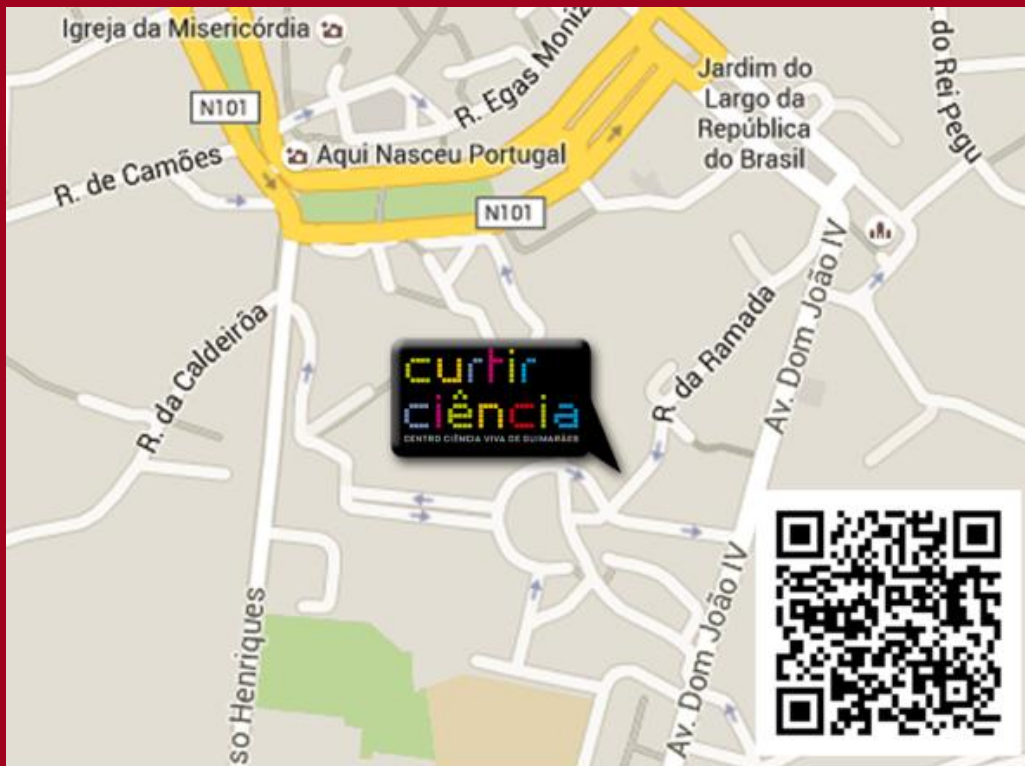 Igreja da Misericórdia
N101
R. Egas Moniz
Jardim do
Largo da
República
do Brasil
do Rei Pegu
R. de Camões
Aqui Nasceu Portugal
N101
R. da Caldeirôa
curtir
ciência
CENTRO CIÊNCIA VIVA DE GUIMARÃES
R. da Ramada
Av. Dom João IV
Av. Dom João IV
so Henriques